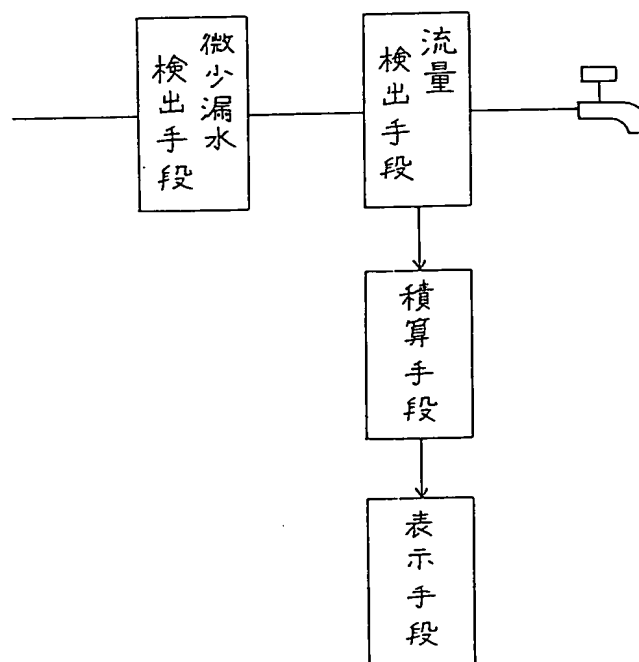 微少漏水
検出手段
流量
検出手段
積算手段
表示手段